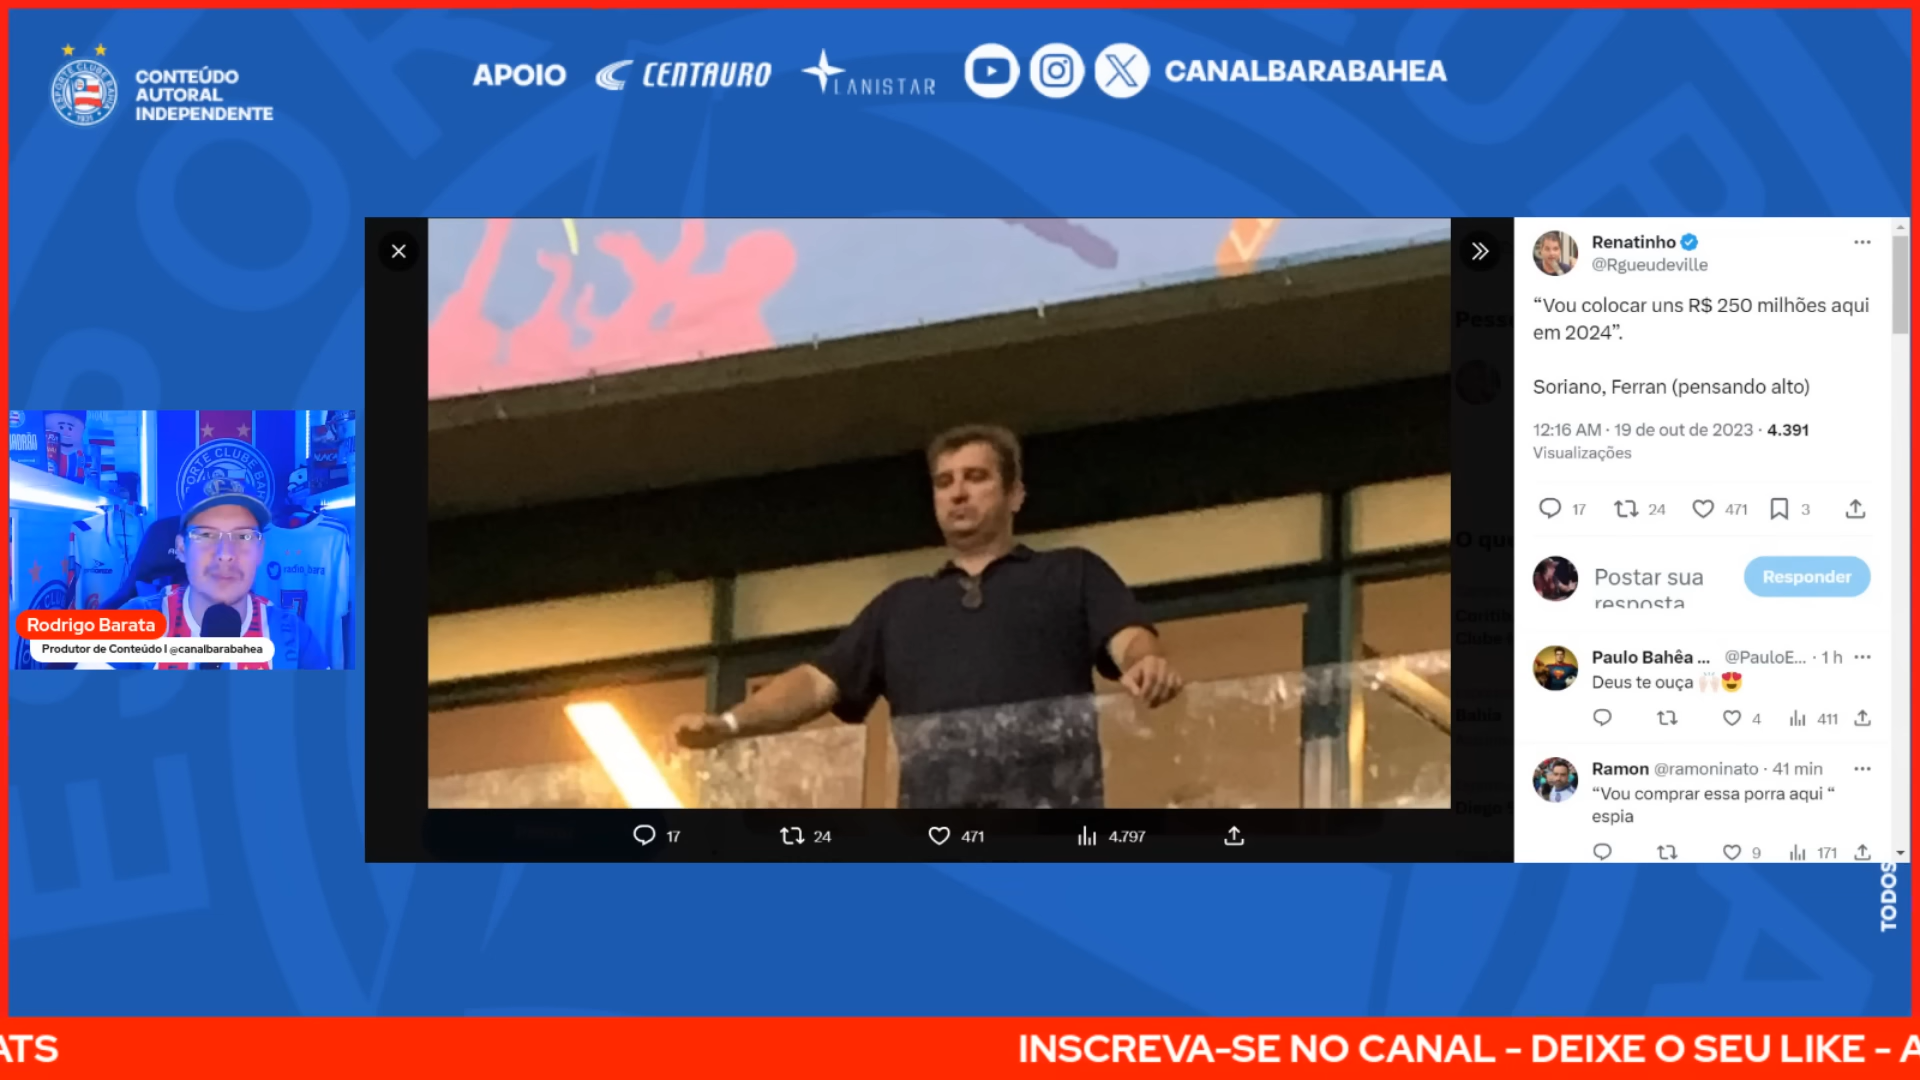 CONTEÚDO
AUTORAL
INDEPENDENTE
ESPORTE CLUBE BAHIA
1931
APOIO
CENTAURO
LANISTAR
CANALBARABAHEA
Renatinho
@Rgueudeville
“Vou colocar uns R$ 250 milhões aqui
em 2024”.
Soriano, Ferran (pensando alto)
12:16 AM · 19 de out de 2023 · 4.391
Visualizações
17 24 471 3
Postar sua
resposta
Responder
Paulo Bahêa ... @PauloE... · 1 h
Deus te ouça 🙌🏻😍
4 411
Ramon @ramoninato · 41 min
“Vou comprar essa porra aqui “
espia
9 171
17 24 471 4.797
Rodrigo Barata
Produtor de Conteúdo | @canalbarabahea
TODOS
ATS
INSCREVA-SE NO CANAL - DEIXE O SEU LIKE - A